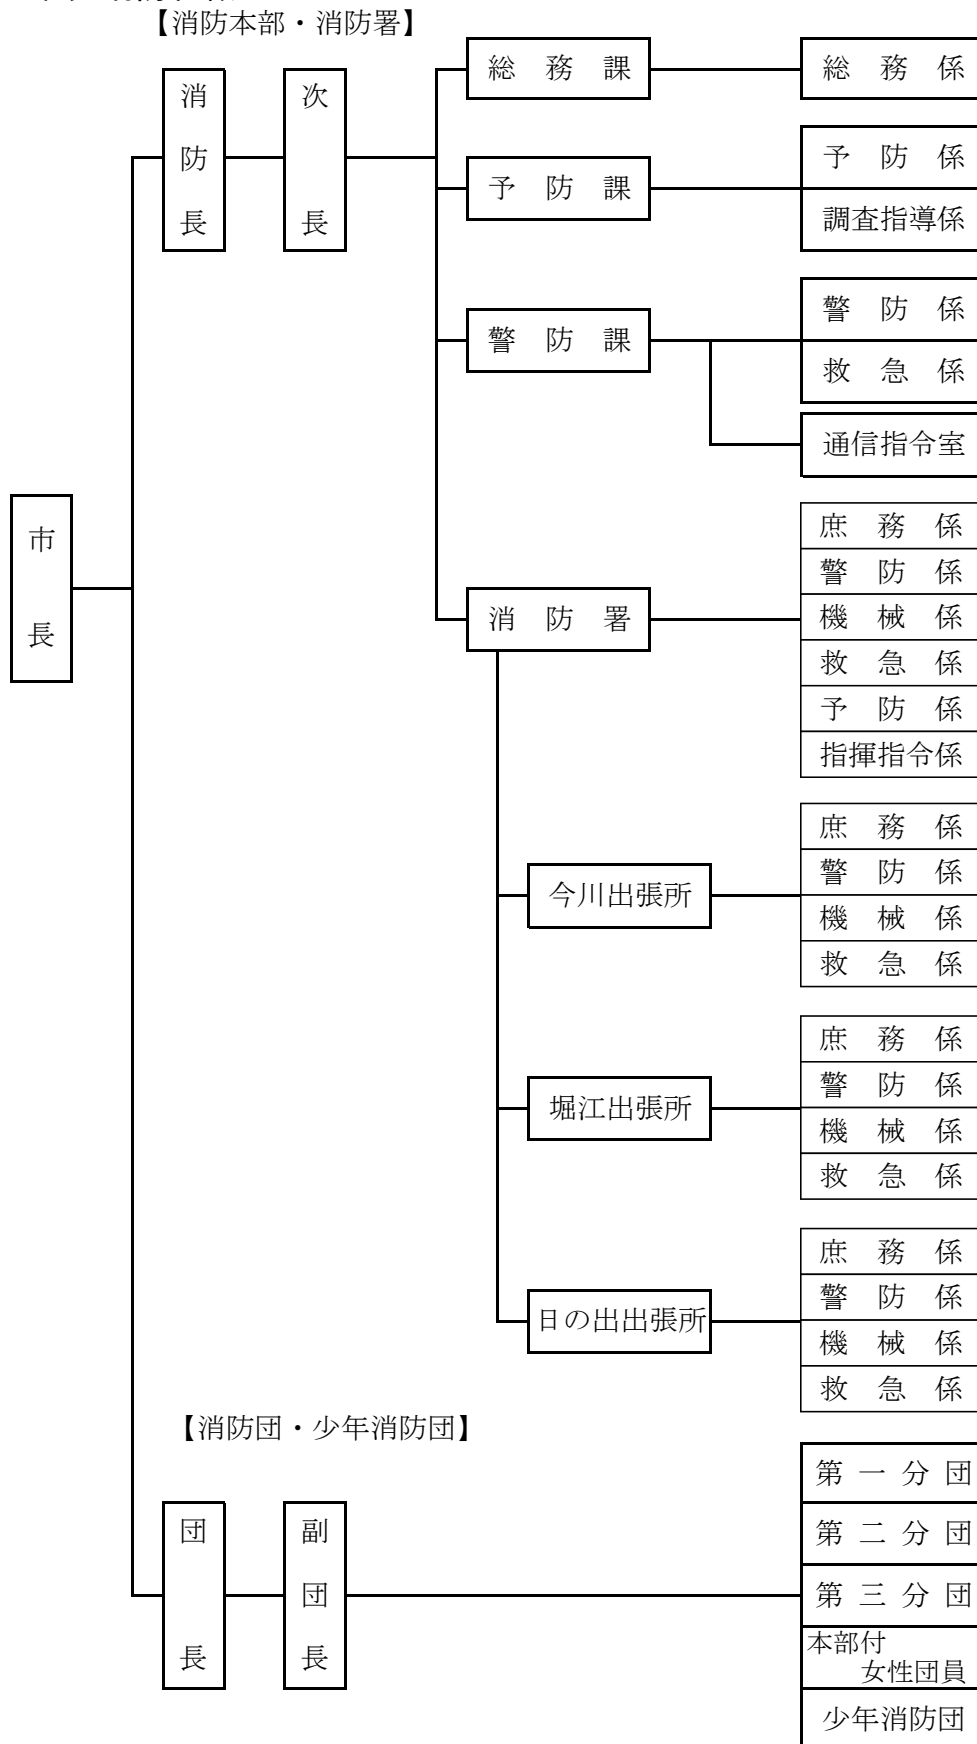 【消防本部・消防署】
市長
消防長
次長
総務課
総務係
予防課
予防係
調査指導係
警防課
警防係
救急係
通信指令室
消防署
庶務係
警防係
機械係
救急係
予防係
指揮指令係
今川出張所
庶務係
警防係
機械係
救急係
堀江出張所
庶務係
警防係
機械係
救急係
日の出出張所
庶務係
警防係
機械係
救急係
【消防団・少年消防団】
団長
副団長
第一分団
第二分団
第三分団
本部付
女性団員
少年消防団